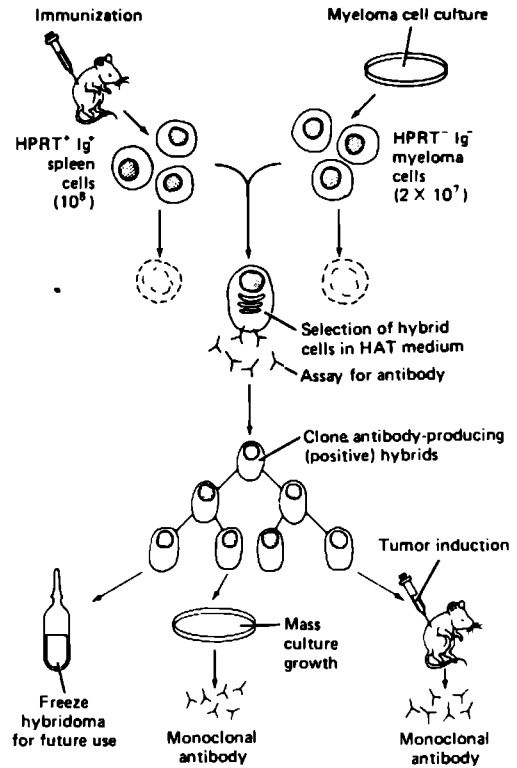 Immunization
Myeloma cell culture
HPRT⁺ Ig⁺
spleen
cells
(10⁸)
HPRT⁻ Ig⁻
myeloma
cells
(2 X 10⁷)
Selection of hybrid
cells in HAT medium
Assay for antibody
Clone antibody-producing
(positive) hybrids
Tumor induction
Mass
culture
growth
Freeze
hybridoma
for future use
Monoclonal
antibody
Monoclonal
antibody